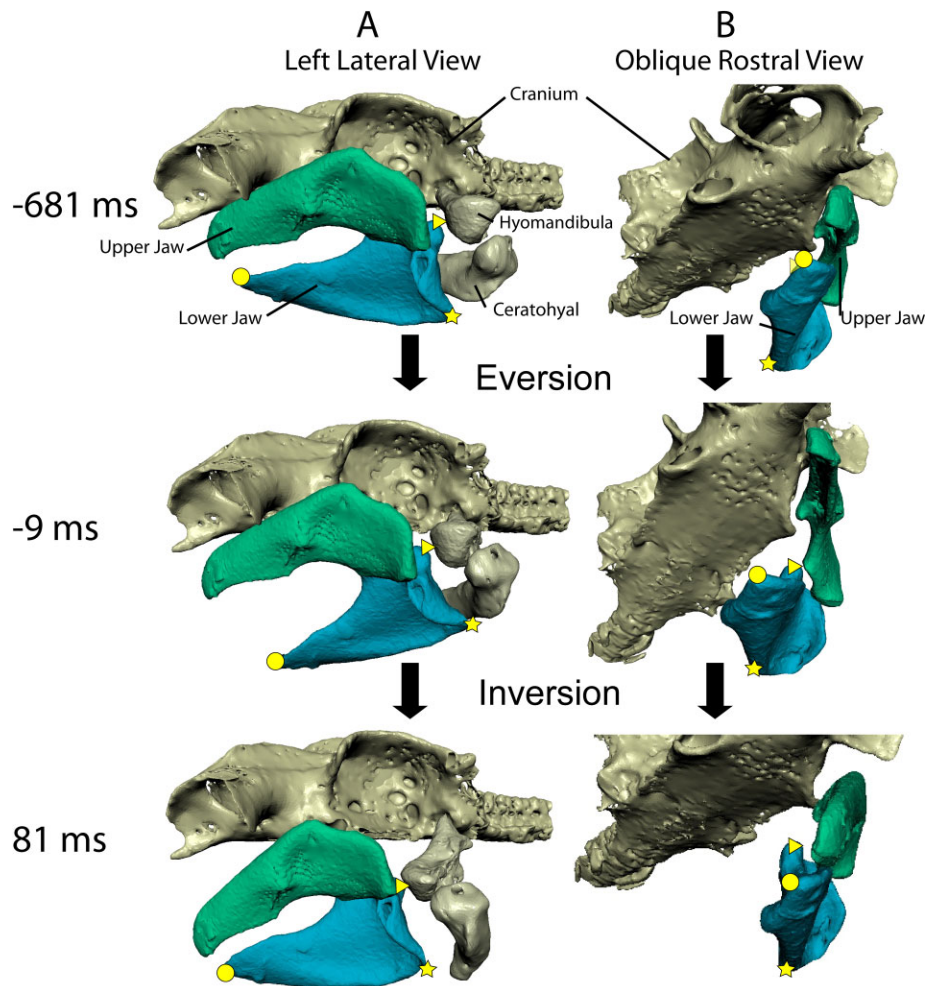 A
Left Lateral View
B
Oblique Rostral View
Cranium
-681 ms
Upper Jaw
Hyomandibula
Lower Jaw
Ceratohyal
Lower Jaw
Upper Jaw
Eversion
-9 ms
Inversion
81 ms